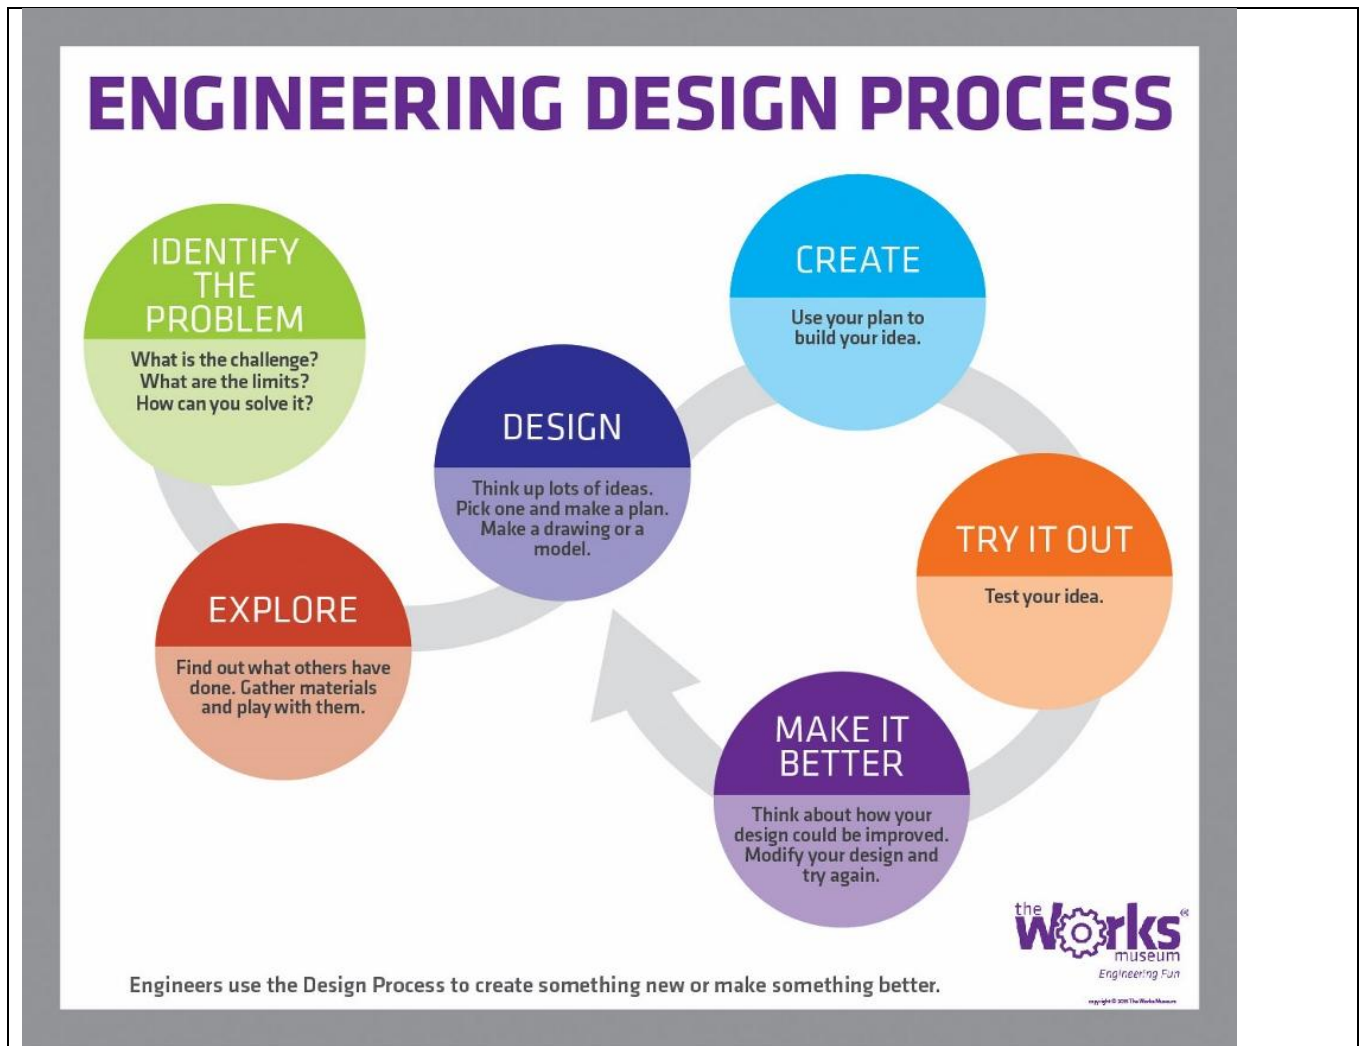 ENGINEERING DESIGN PROCESS
IDENTIFY
THE
PROBLEM
What is the challenge?
What are the limits?
How can you solve it?
EXPLORE
Find out what others have
done. Gather materials
and play with them.
DESIGN
Think up lots of ideas.
Pick one and make a plan.
Make a drawing or a
model.
CREATE
Use your plan to
build your idea.
TRY IT OUT
Test your idea.
MAKE IT
BETTER
Think about how your
design could be improved.
Modify your design and
try again.
Engineers use the Design Process to create something new or make something better.
the
Works®
museum
Engineering Fun
copyright © The Works Museum